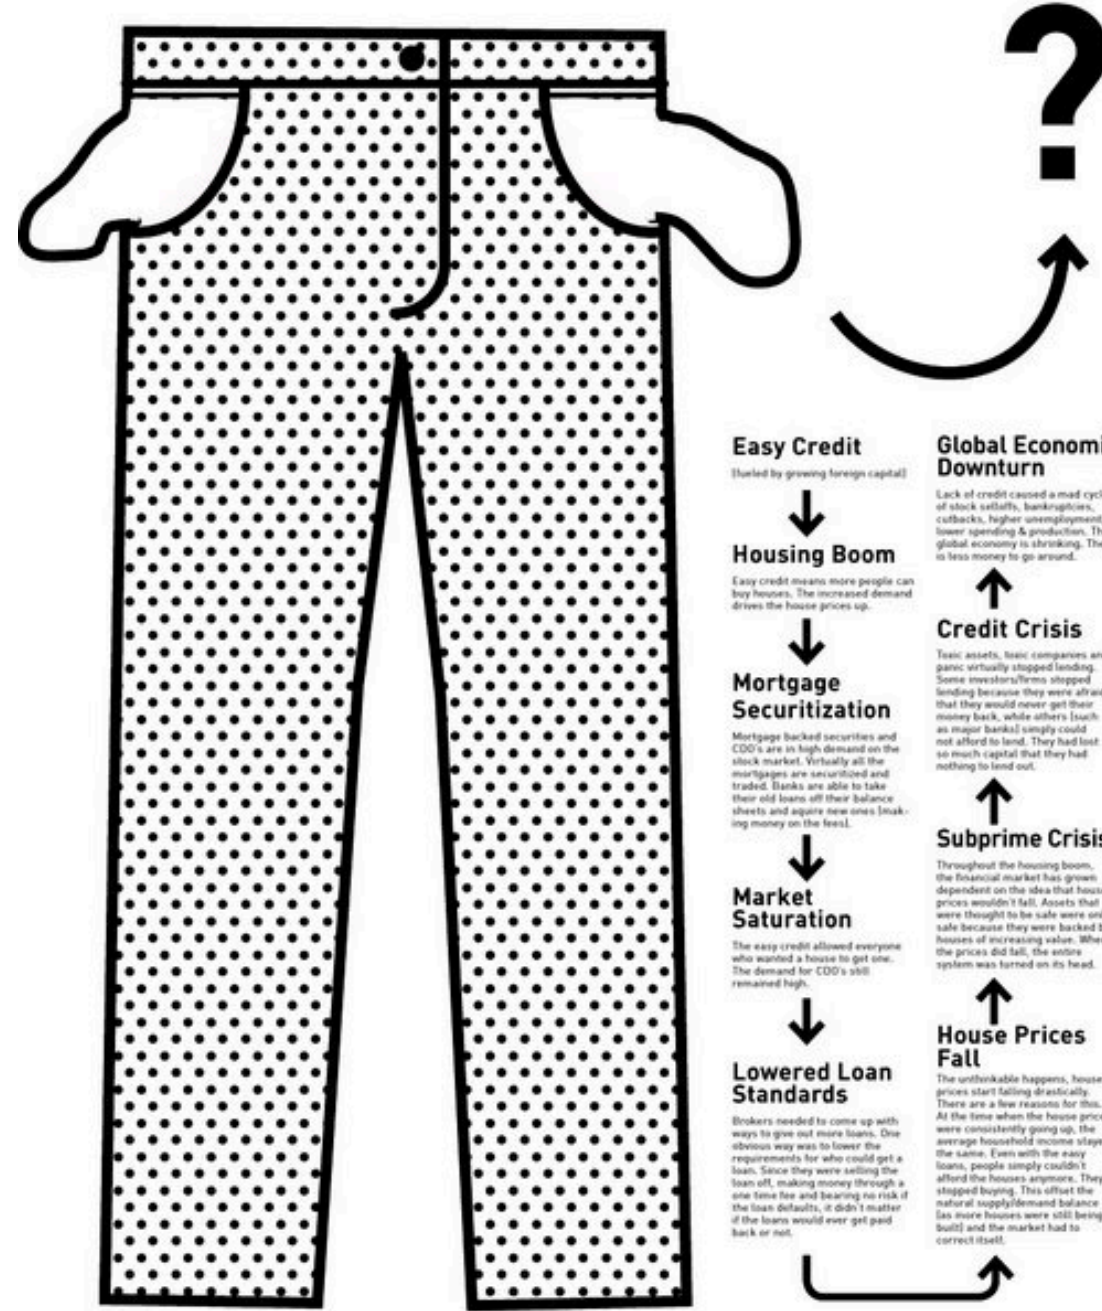 ?
Easy Credit
[fueled by growing foreign capital]
Housing Boom
Easy credit means more people can
buy houses. The increased demand
drives the house prices up.
Mortgage
Securitization
Mortgage backed securities and
CDO's are in high demand on the
stock market. Virtually all the
mortgages are securitized and
traded. Banks are able to take
their old loans off their balance
sheets and aquire new ones [mak-
ing money on the fees].
Market
Saturation
The easy credit allowed everyone
who wanted a house to get one.
The demand for CDO's still
remained high.
Lowered Loan
Standards
Brokers needed to come up with
ways to give out more loans. One
obvious way was to lower the
requirements for who could get a
loan. Since they were selling the
loan off, making money through a
one time fee and bearing no risk if
the loan defaults, it didn't matter
if the loans would ever get paid
back or not.
Global Economi
Downturn
Lack of credit caused a mad cycl
of stock selloffs, bankruptcies,
cutbacks, higher unemployment,
lower spending & production. Th
global economy is shrinking. The
is less money to go around.
Credit Crisis
Toxic assets, toxic companies an
panic virtually stopped lending.
Some investors/firms stopped
lending because they were afraid
that they would never get their
money back, while others [such
as major banks] simply could
not afford to lend. They had lost
so much capital that they had
nothing to lend out.
Subprime Crisis
Throughout the housing boom,
the financial market has grown
dependent on the idea that house
prices wouldn't fall. Assets that
were thought to be safe were onl
safe because they were backed b
houses of increasing value. When
the prices did fall, the entire
system was turned on its head.
House Prices
Fall
The unthinkable happens, house
prices start falling drastically.
There are a few reasons for this.
At the time when the house price
were consistently going up, the
average household income staye
the same. Even with the easy
loans, people simply couldn't
afford the houses anymore. They
stopped buying. This offset the
natural supply/demand balance
[as more houses were still being
built] and the market had to
correct itself.